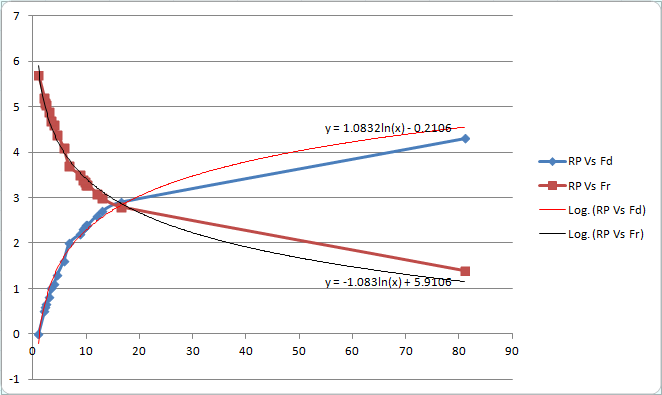 7
6
5
4
3
2
1
0
-1
0 10 20 30 40 50 60 70 80 90
y = 1.0832ln(x) - 0.2106
y = -1.083ln(x) + 5.9106
RP Vs Fd
RP Vs Fr
Log. (RP Vs Fd)
Log. (RP Vs Fr)